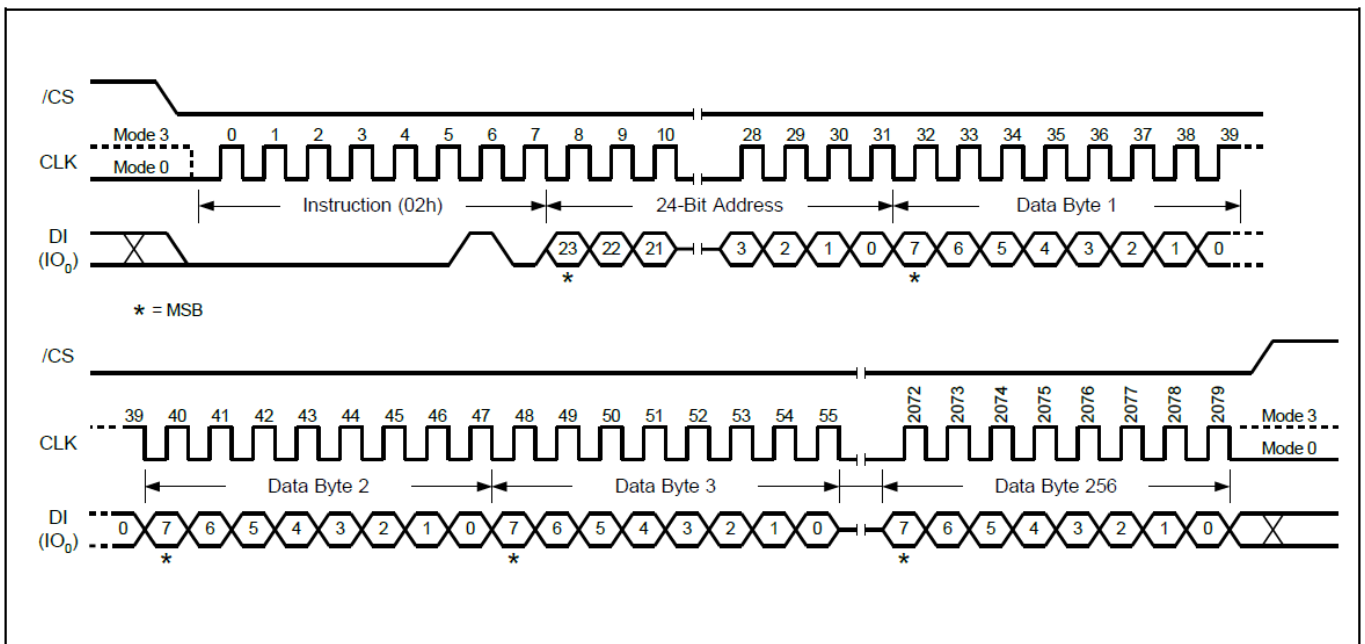 /CS
Mode 3 0 1 2 3 4 5 6 7 8 9 10 28 29 30 31 32 33 34 35 36 37 38 39
CLK Mode 0
Instruction (02h) 24-Bit Address Data Byte 1
DI
(IO₀) 23 22 21 3 2 1 0 7 6 5 4 3 2 1 0
* *
* = MSB
/CS
39 40 41 42 43 44 45 46 47 48 49 50 51 52 53 54 55 2072 2073 2074 2075 2076 2077 2078 2079 Mode 3
CLK Mode 0
Data Byte 2 Data Byte 3 Data Byte 256
DI
(IO₀) 0 7 6 5 4 3 2 1 0 7 6 5 4 3 2 1 0 7 6 5 4 3 2 1 0
* * *